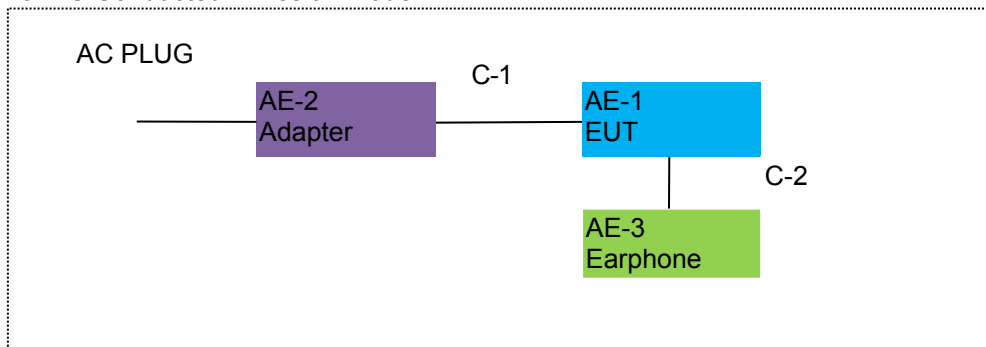 AC PLUG
C-1
AE-2
Adapter
AE-1
EUT
C-2
AE-3
Earphone